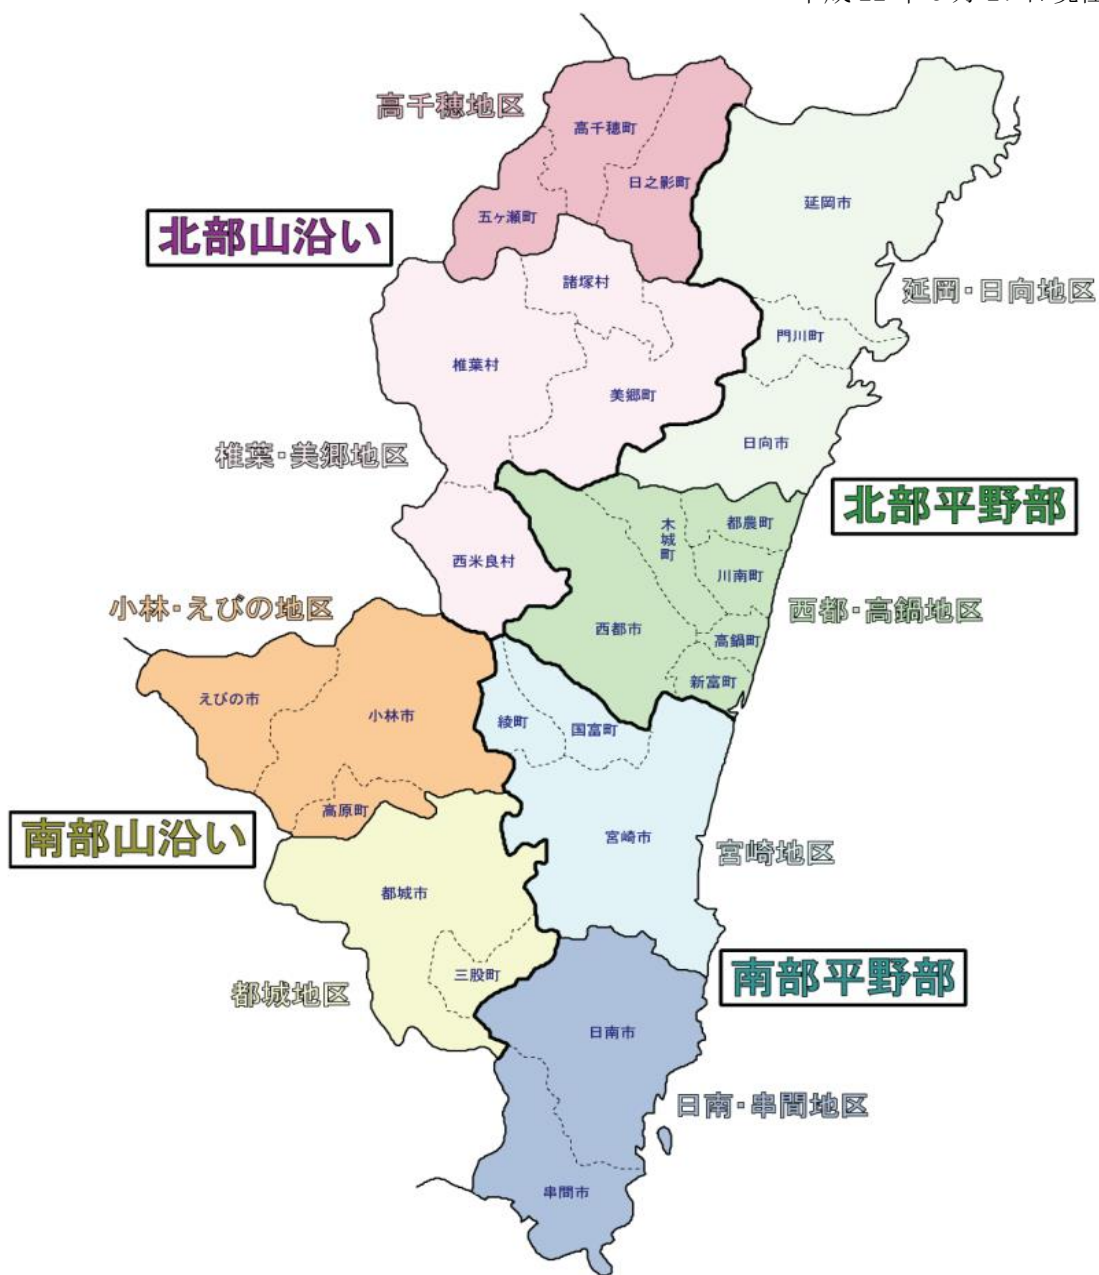 高千穂地区
高千穂町
日之影町
五ヶ瀬町
延岡市
北部山沿い
諸塚村
延岡・日向地区
門川町
椎葉村
美郷町
日向市
椎葉・美郷地区
北部平野部
都農町
木城町
西米良村
川南町
小林・えびの地区
西都・高鍋地区
西都市
高鍋町
新富町
えびの市
小林市
綾町
国富町
高原町
南部山沿い
宮崎市
宮崎地区
都城市
三股町
南部平野部
都城地区
日南市
日南・串間地区
串間市